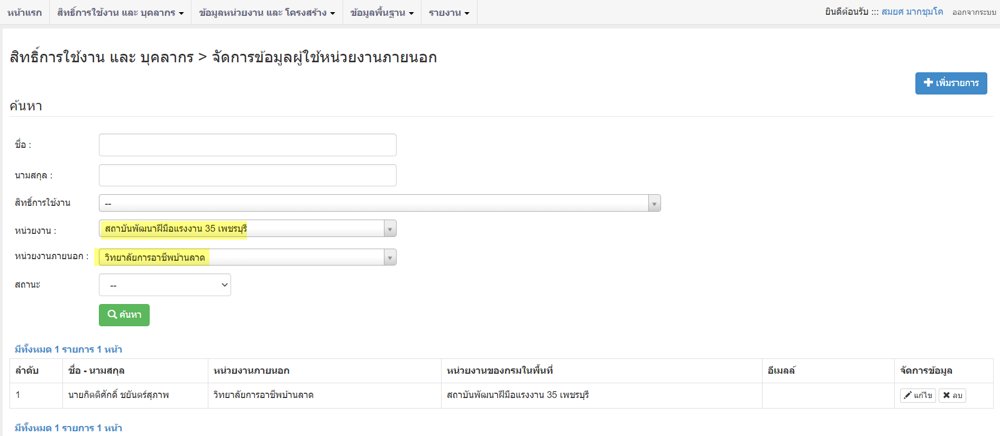 หน้าแรก สิทธิ์การใช้งาน และ บุคลากร ข้อมูลหน่วยงาน และ โครงสร้าง ข้อมูลพื้นฐาน รายงาน ยินดีต้อนรับ ::: สมยศ มากชุมโค ออกจากระบบ
สิทธิ์การใช้งาน และ บุคลากร > จัดการข้อมูลผู้ใช้หน่วยงานภายนอก
เพิ่มรายการ
ค้นหา
ชื่อ :
นามสกุล :
สิทธิ์การใช้งาน --
หน่วยงาน : สถาบันพัฒนาฝีมือแรงงาน 35 เพชรบุรี
หน่วยงานภายนอก : วิทยาลัยการอาชีพบ้านลาด
สถานะ --
ค้นหา
มีทั้งหมด 1 รายการ 1 หน้า
ลำดับ ชื่อ - นามสกุล หน่วยงานภายนอก หน่วยงานของกรมในพื้นที่ อีเมลล์ จัดการข้อมูล
1 นายกิตติศักดิ์ ชยันตร์สุภาพ วิทยาลัยการอาชีพบ้านลาด สถาบันพัฒนาฝีมือแรงงาน 35 เพชรบุรี แก้ไข ลบ
มีทั้งหมด 1 รายการ 1 หน้า